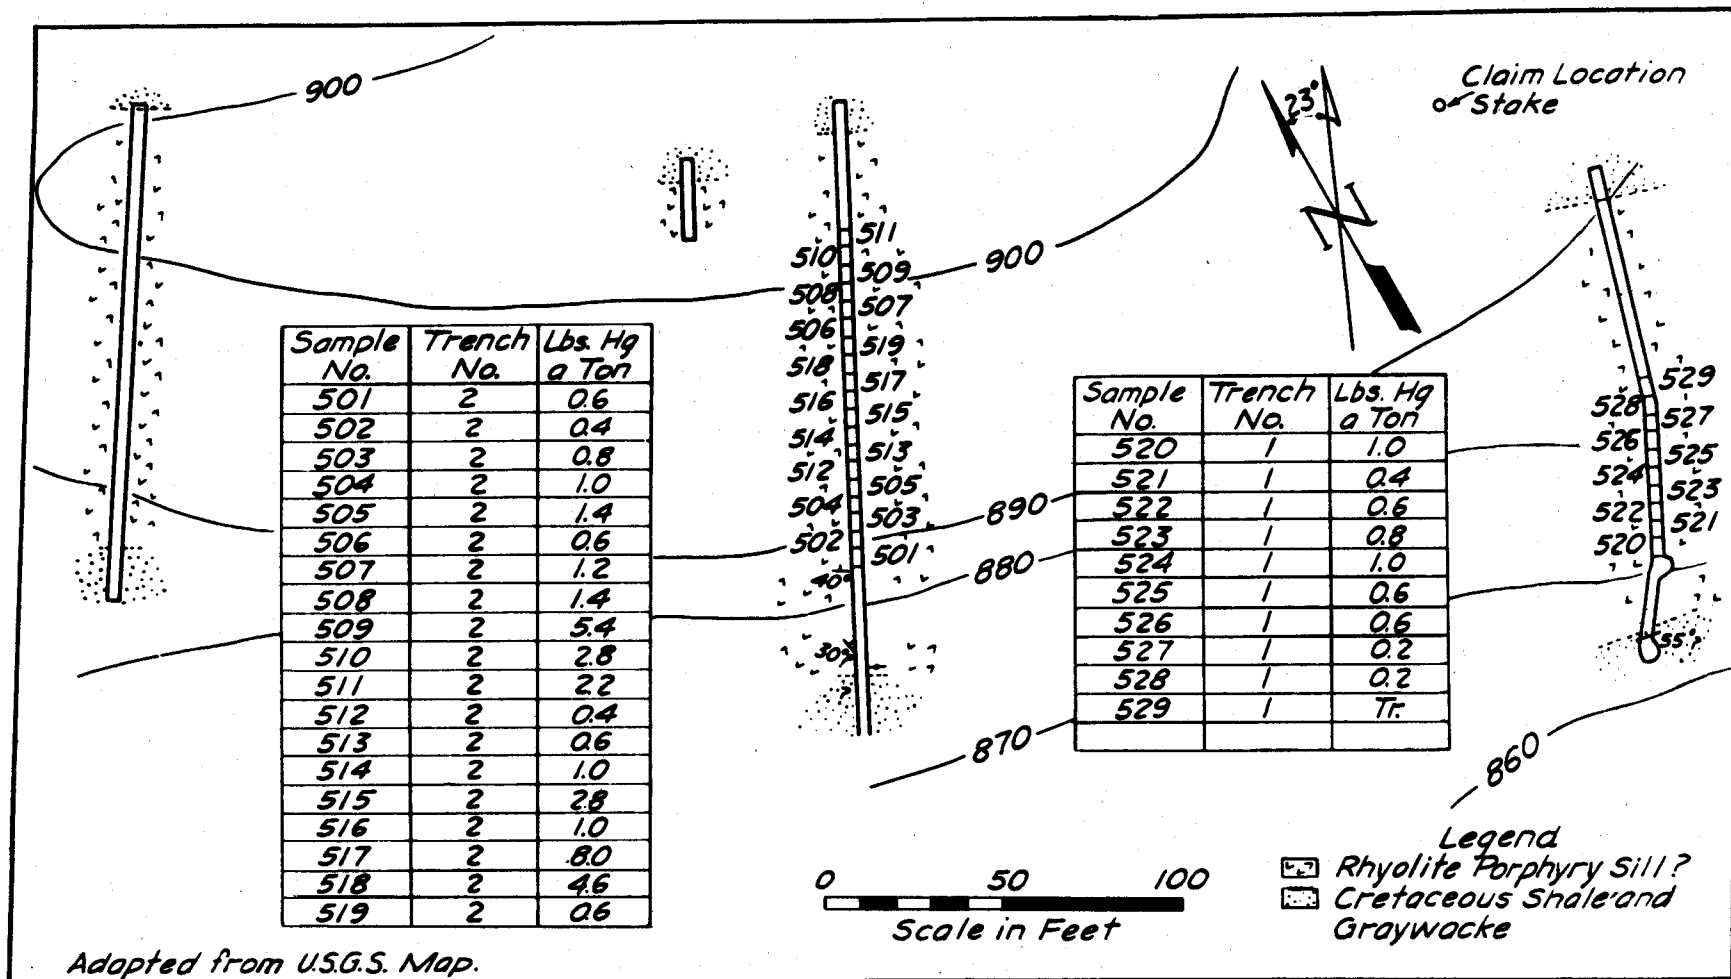 900
23°
Claim Location
Stake
N
511
510
509
900
508
507
506
519
518
517
516
515
514
513
512
505
504
503
502
501
40°
30°
890
880
870
860
529
528
527
526
525
524
523
522
521
520
55°
Sample No. Trench No. Lbs. Hg a Ton
501 2 0.6
502 2 0.4
503 2 0.8
504 2 1.0
505 2 1.4
506 2 0.6
507 2 1.2
508 2 1.4
509 2 5.4
510 2 2.8
511 2 2.2
512 2 0.4
513 2 0.6
514 2 1.0
515 2 2.8
516 2 1.0
517 2 8.0
518 2 4.6
519 2 0.6
Sample No. Trench No. Lbs. Hg a Ton
520 1 1.0
521 1 0.4
522 1 0.6
523 1 0.8
524 1 1.0
525 1 0.6
526 1 0.6
527 1 0.2
528 1 0.2
529 1 Tr.
0 50 100
Scale in Feet
Legend
Rhyolite Porphyry Sill?
Cretaceous Shale and
Graywacke
Adapted from U.S.G.S. Map.